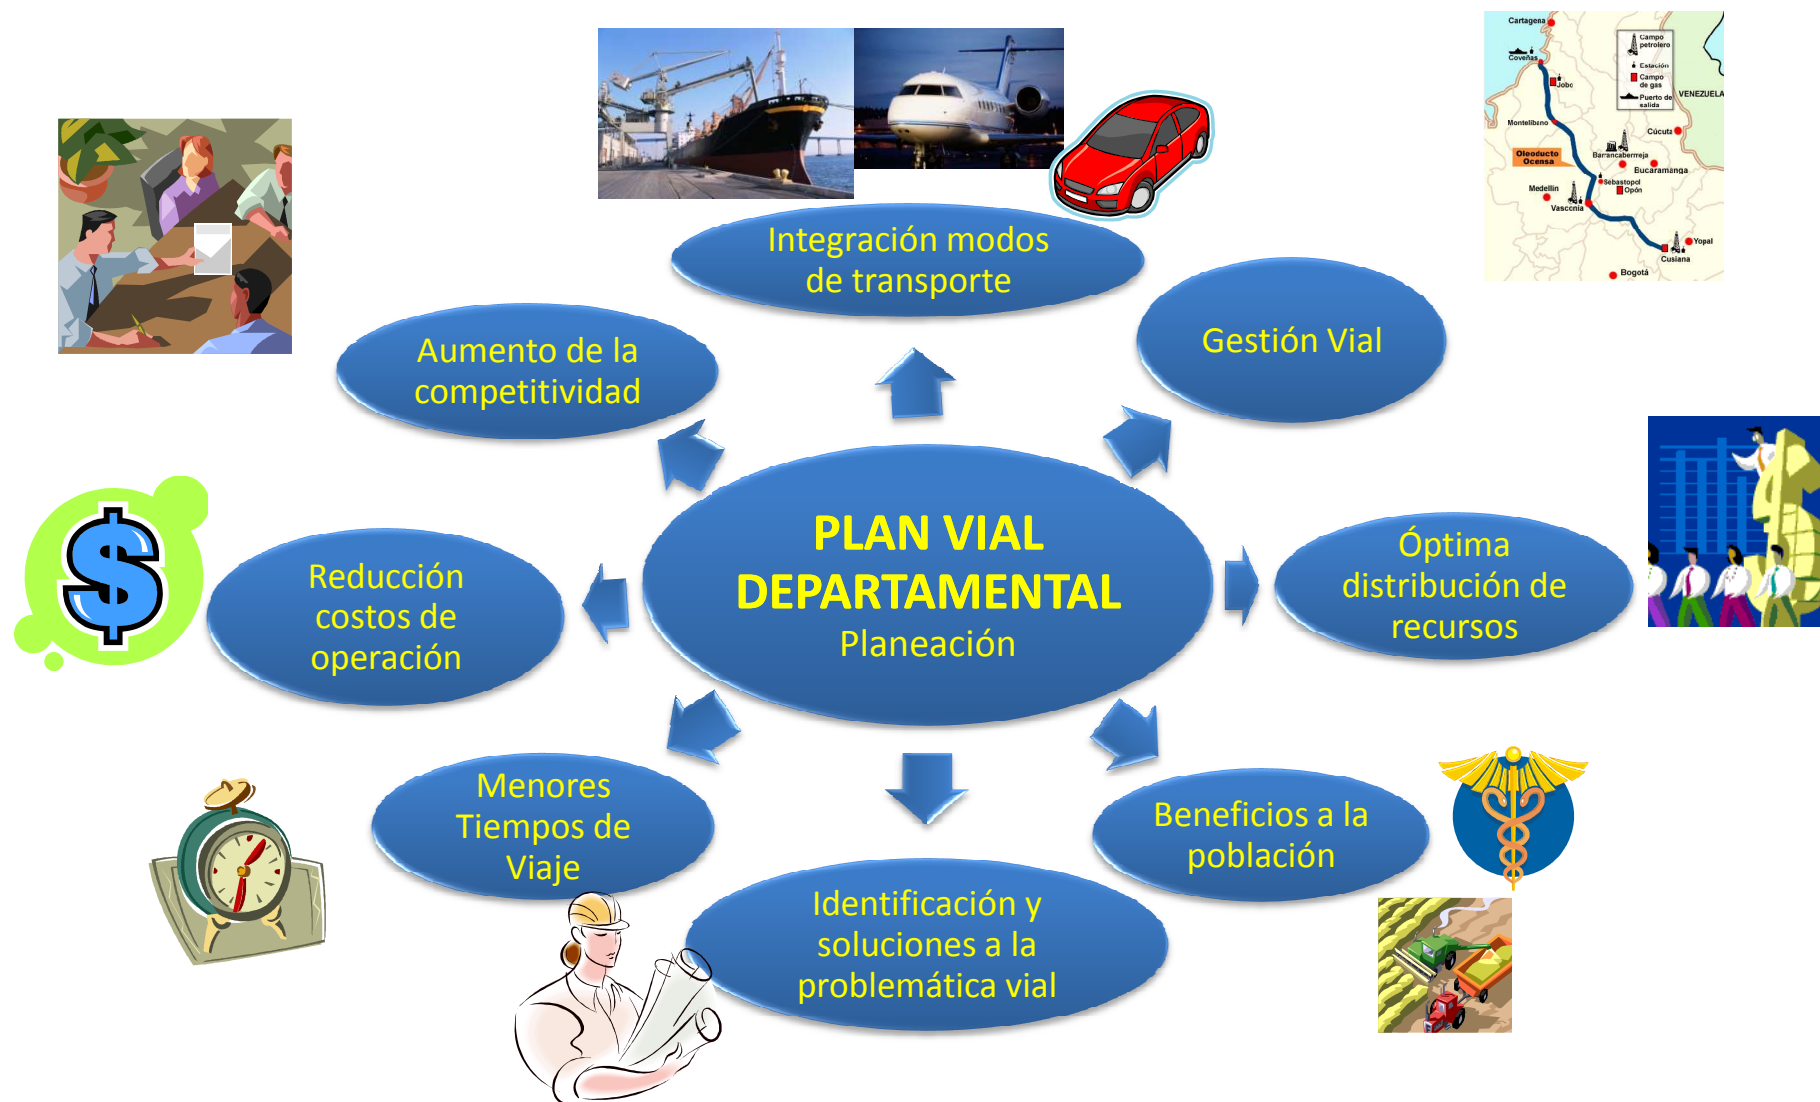 Integración modos
de transporte
Gestión Vial
Óptima
distribución de
recursos
Beneficios a la
población
Identificación y
soluciones a la
problemática vial
Menores
Tiempos de
Viaje
Reducción
costos de
operación
Aumento de la
competitividad
PLAN VIAL
DEPARTAMENTAL
Planeación
$
Cartagena
Coveñas
Jobo
Montelíbano
Oleoducto
Ocensa
Medellín
Vasconia
Sebastopol
Opón
Barrancabermeja
Bucaramanga
Cúcuta
VENEZUELA
Yopal
Cusiana
Bogotá
Campo
petrolero
Estación
Campo
de gas
Puerto de
salida